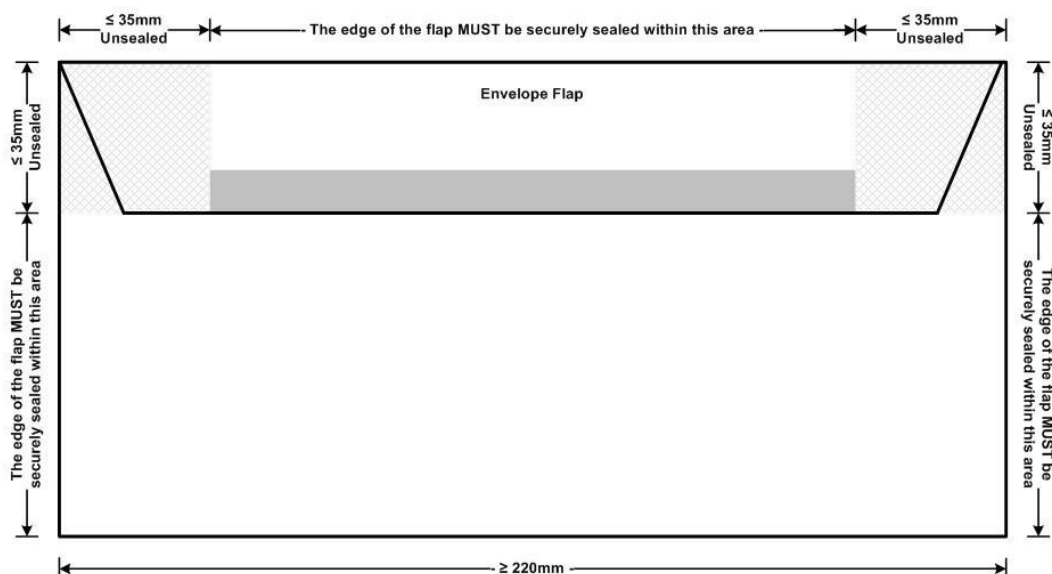 ≤ 35mm
Unsealed
The edge of the flap MUST be securely sealed within this area
≤ 35mm
Unsealed
Envelope Flap
≤ 35mm
Unsealed
≤ 35mm
Unsealed
The edge of the flap MUST be
securely sealed within this area
The edge of the flap MUST be
securely sealed within this area
≥ 220mm